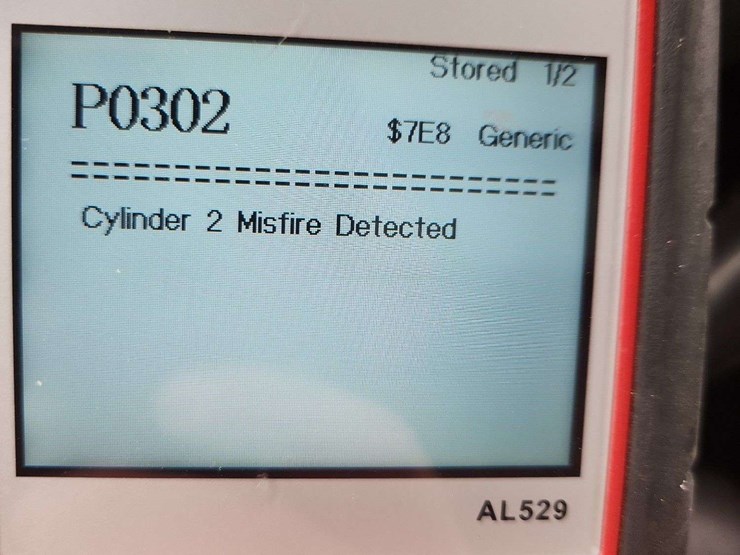 Stored 1/2
P0302
$7E8 Generic
==============================
Cylinder 2 Misfire Detected
AL529